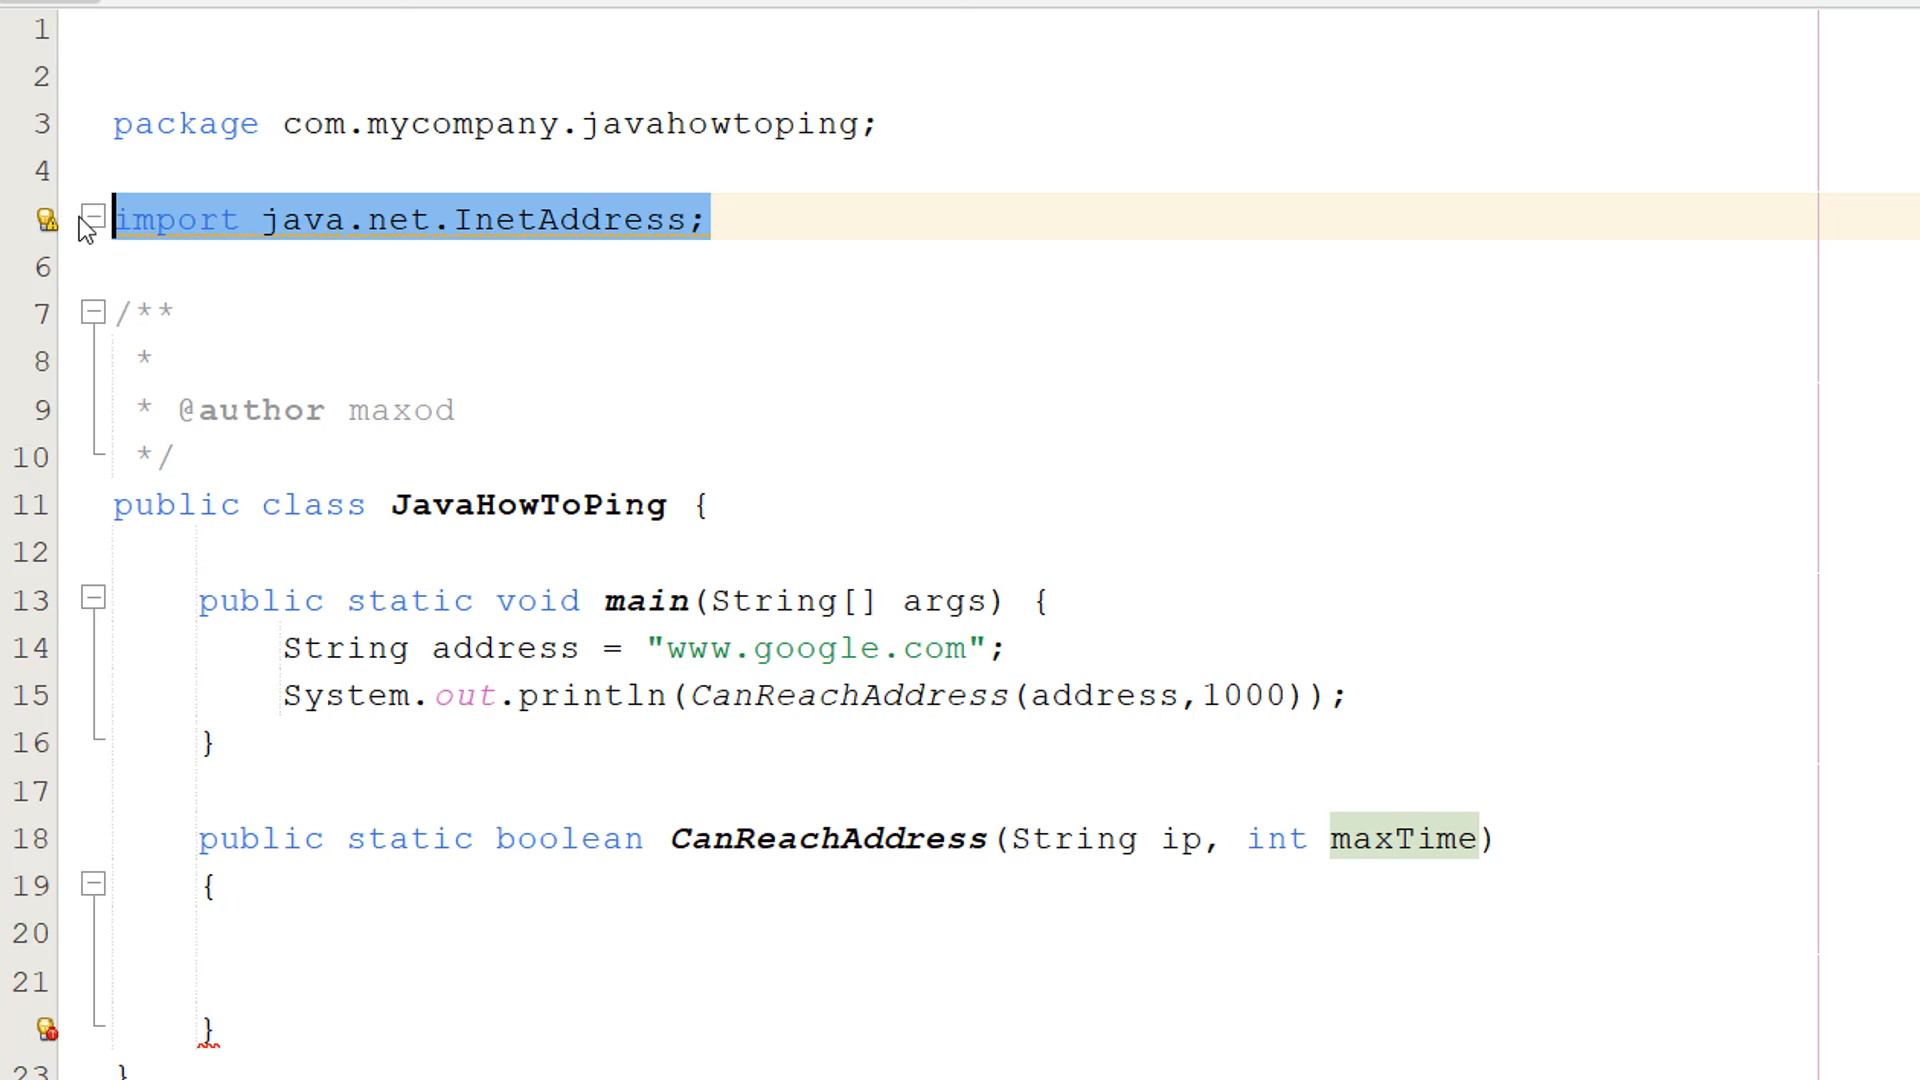 1
2
3 package com.mycompany.javahowtoping;
4
import java.net.InetAddress;
6
7 /**
8 *
9 * @author maxod
10 */
11 public class JavaHowToPing {
12
13 public static void main(String[] args) {
14 String address = "www.google.com";
15 System.out.println(CanReachAddress(address,1000));
16 }
17
18 public static boolean CanReachAddress(String ip, int maxTime)
19 {
20
21
}
23 }